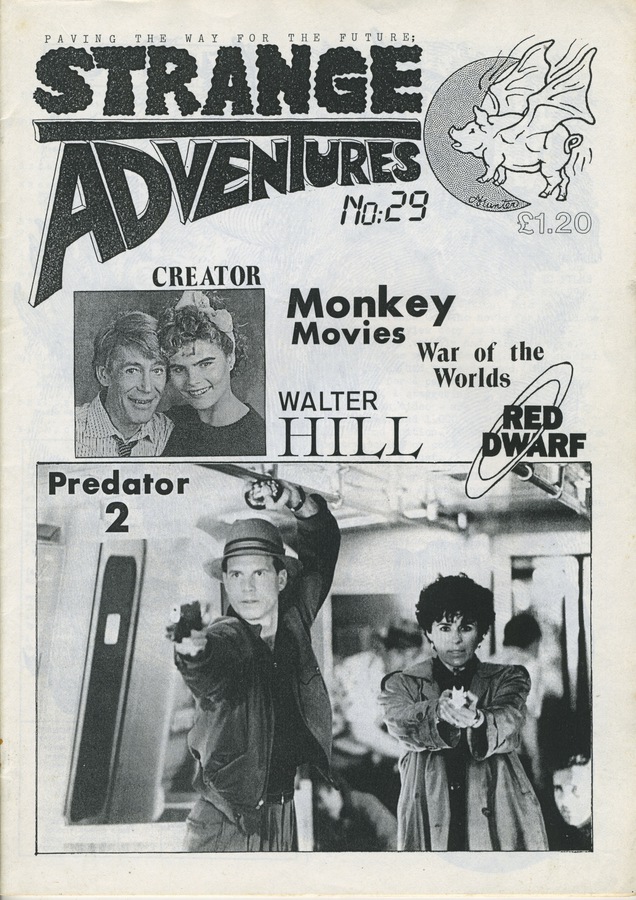 PAVING THE WAY FOR THE FUTURE;
STRANGE
ADVENTURES
No:29
£1.20
CREATOR
Monkey
Movies
War of the
Worlds
WALTER
HILL
RED
DWARF
Predator
2